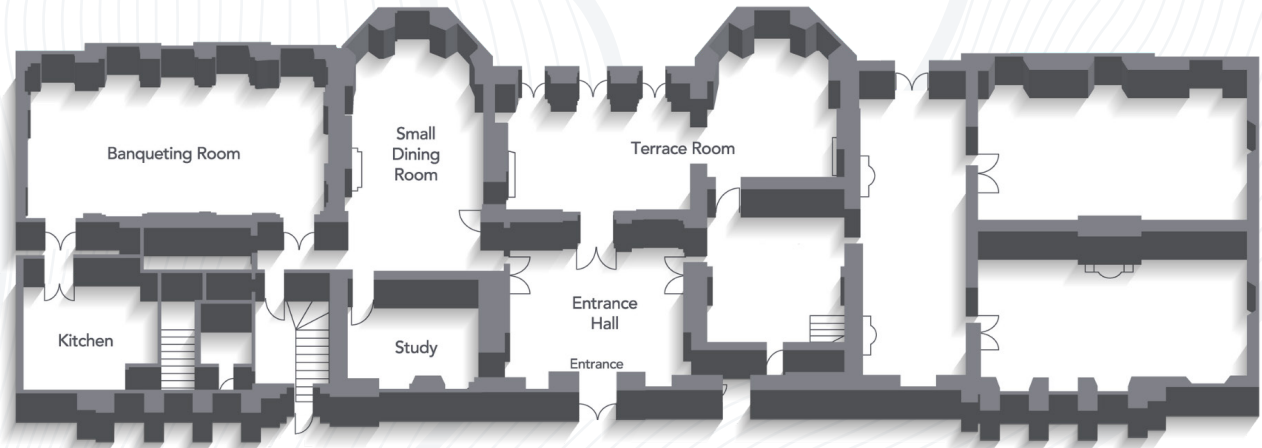 Banqueting Room
Small
Dining
Room
Terrace Room
Kitchen
Study
Entrance
Hall
Entrance